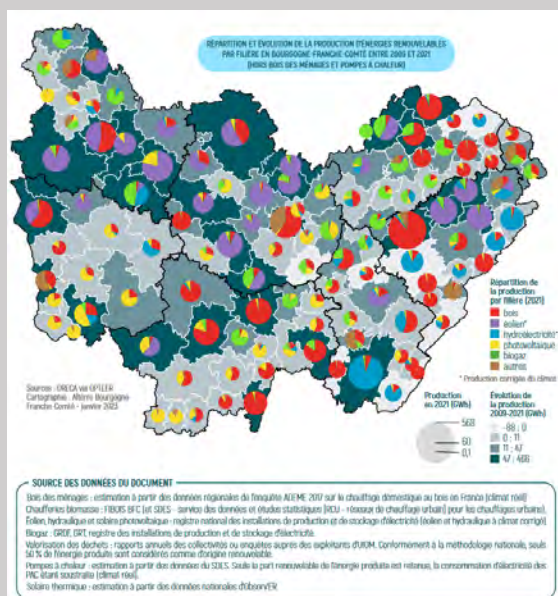 RÉPARTITION ET ÉVOLUTION DE LA PRODUCTION D'ÉNERGIES RENOUVELABLES
PAR FILIÈRE EN BOURGOGNE-FRANCHE-COMTÉ ENTRE 2009 ET 2021
(HORS BOIS DES MÉNAGES ET POMPES À CHALEUR)
Répartition de
la production
par filière (2021)
bois
éolien*
hydroélectricité*
photovoltaïque
biogaz
autres
* Production corrigée du climat
Sources : ORECA via OPTEER
Cartographie : Alterre Bourgogne
Franche Comté - janvier 2023
Production
en 2021 (GWh)
563
60
0,1
Évolution de
la production
2009-2021 (GWh)
-88 ; 0
0 ; 11
11 ; 47
47 ; 466
SOURCE DES DONNÉES DU DOCUMENT
Bois des ménages : estimation à partir des données régionales de l'enquête ADEME 2017 sur le chauffage domestique au bois en France (climat réel)
Chaufferies biomasse : FIBOIS BFC (et SDES - service des données et études statistiques (RCU - réseaux de chauffage urbain) pour les chauffages urbains).
Éolien, hydraulique et solaire photovoltaïque : registre national des installations de production et de stockage d'électricité (éolien et hydraulique à climat corrigé)
Biogaz : GRDF, GRT, registre des installations de production et de stockage d'électricité.
Valorisation des déchets : rapports annuels des collectivités ou enquêtes auprès des exploitants d'UIOM. Conformément à la méthodologie nationale, seuls
50 % de l'énergie produite sont considérés comme d'origine renouvelable.
Pompes à chaleur : estimation à partir des données du SDES. Seule la part renouvelable de l'énergie produite est retenue, la consommation d'électricité des
PAC étant soustraite (climat réel).
Solaire thermique : estimation à partir des données nationales d'Observ'ER